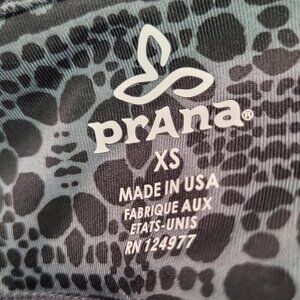 prAna®
XS
MADE IN USA
FABRIQUE AUX
ETATS-UNIS
RN 124977